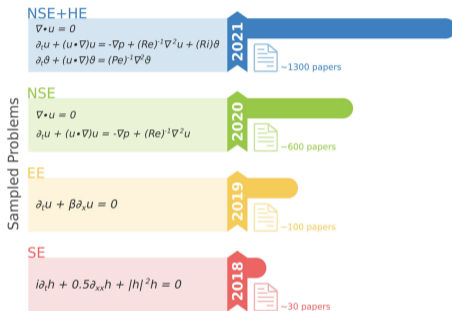 Sampled Problems
NSE+HE
∇•u = 0
∂ₜu + (u•∇)u = -∇p + (Re)⁻¹∇²u + (Ri)ϑ
∂ₜϑ + (u•∇)ϑ = (Pe)⁻¹∇²ϑ
2021
~1300 papers
NSE
∇•u = 0
∂ₜu + (u•∇)u = -∇p + (Re)⁻¹∇²u
2020
~600 papers
EE
∂ₜu + β∂ₓu = 0
2019
~100 papers
SE
i∂ₜh + 0.5∂ₓₓh + |h|²h = 0
2018
~30 papers